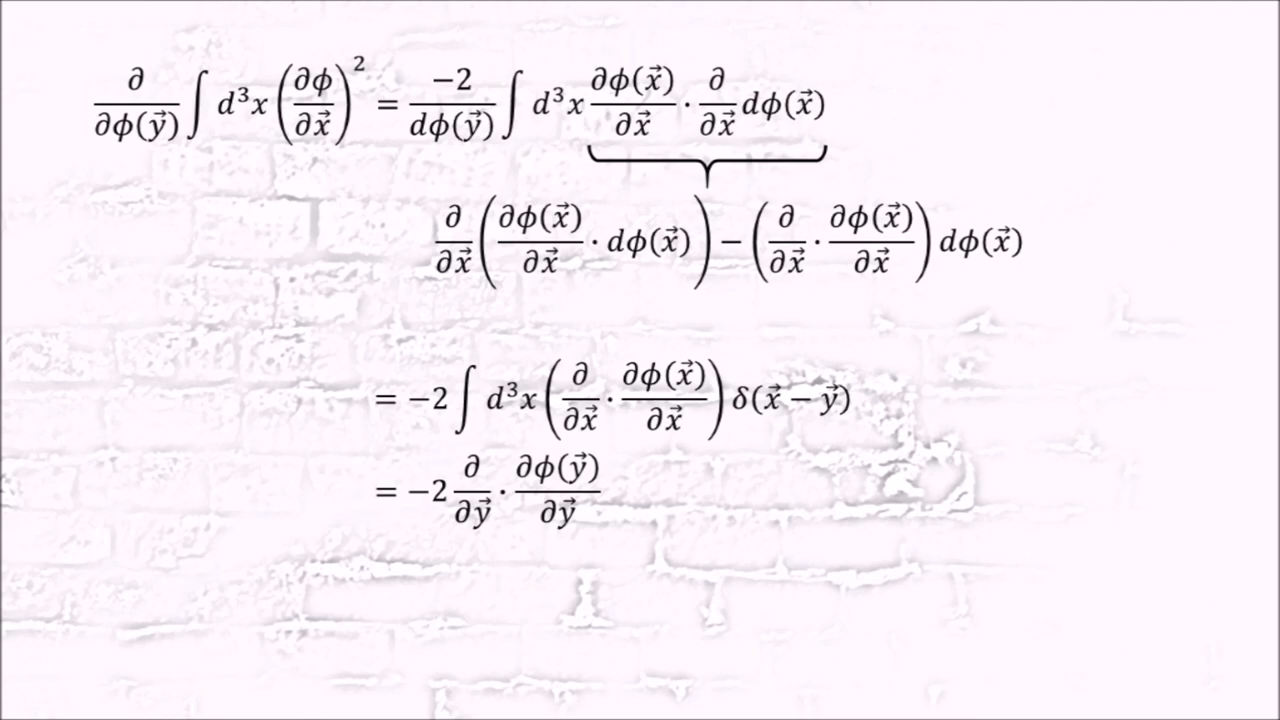 ∂/∂ϕ(y⃗) ∫ d³x (∂ϕ/∂x⃗)² = −2/dϕ(y⃗) ∫ d³x ∂ϕ(x⃗)/∂x⃗ · ∂/∂x⃗ dϕ(x⃗)
∂/∂x⃗ (∂ϕ(x⃗)/∂x⃗ · dϕ(x⃗)) − (∂/∂x⃗ · ∂ϕ(x⃗)/∂x⃗) dϕ(x⃗)
= −2 ∫ d³x (∂/∂x⃗ · ∂ϕ(x⃗)/∂x⃗) δ(x⃗ − y⃗)
= −2 ∂/∂y⃗ · ∂ϕ(y⃗)/∂y⃗